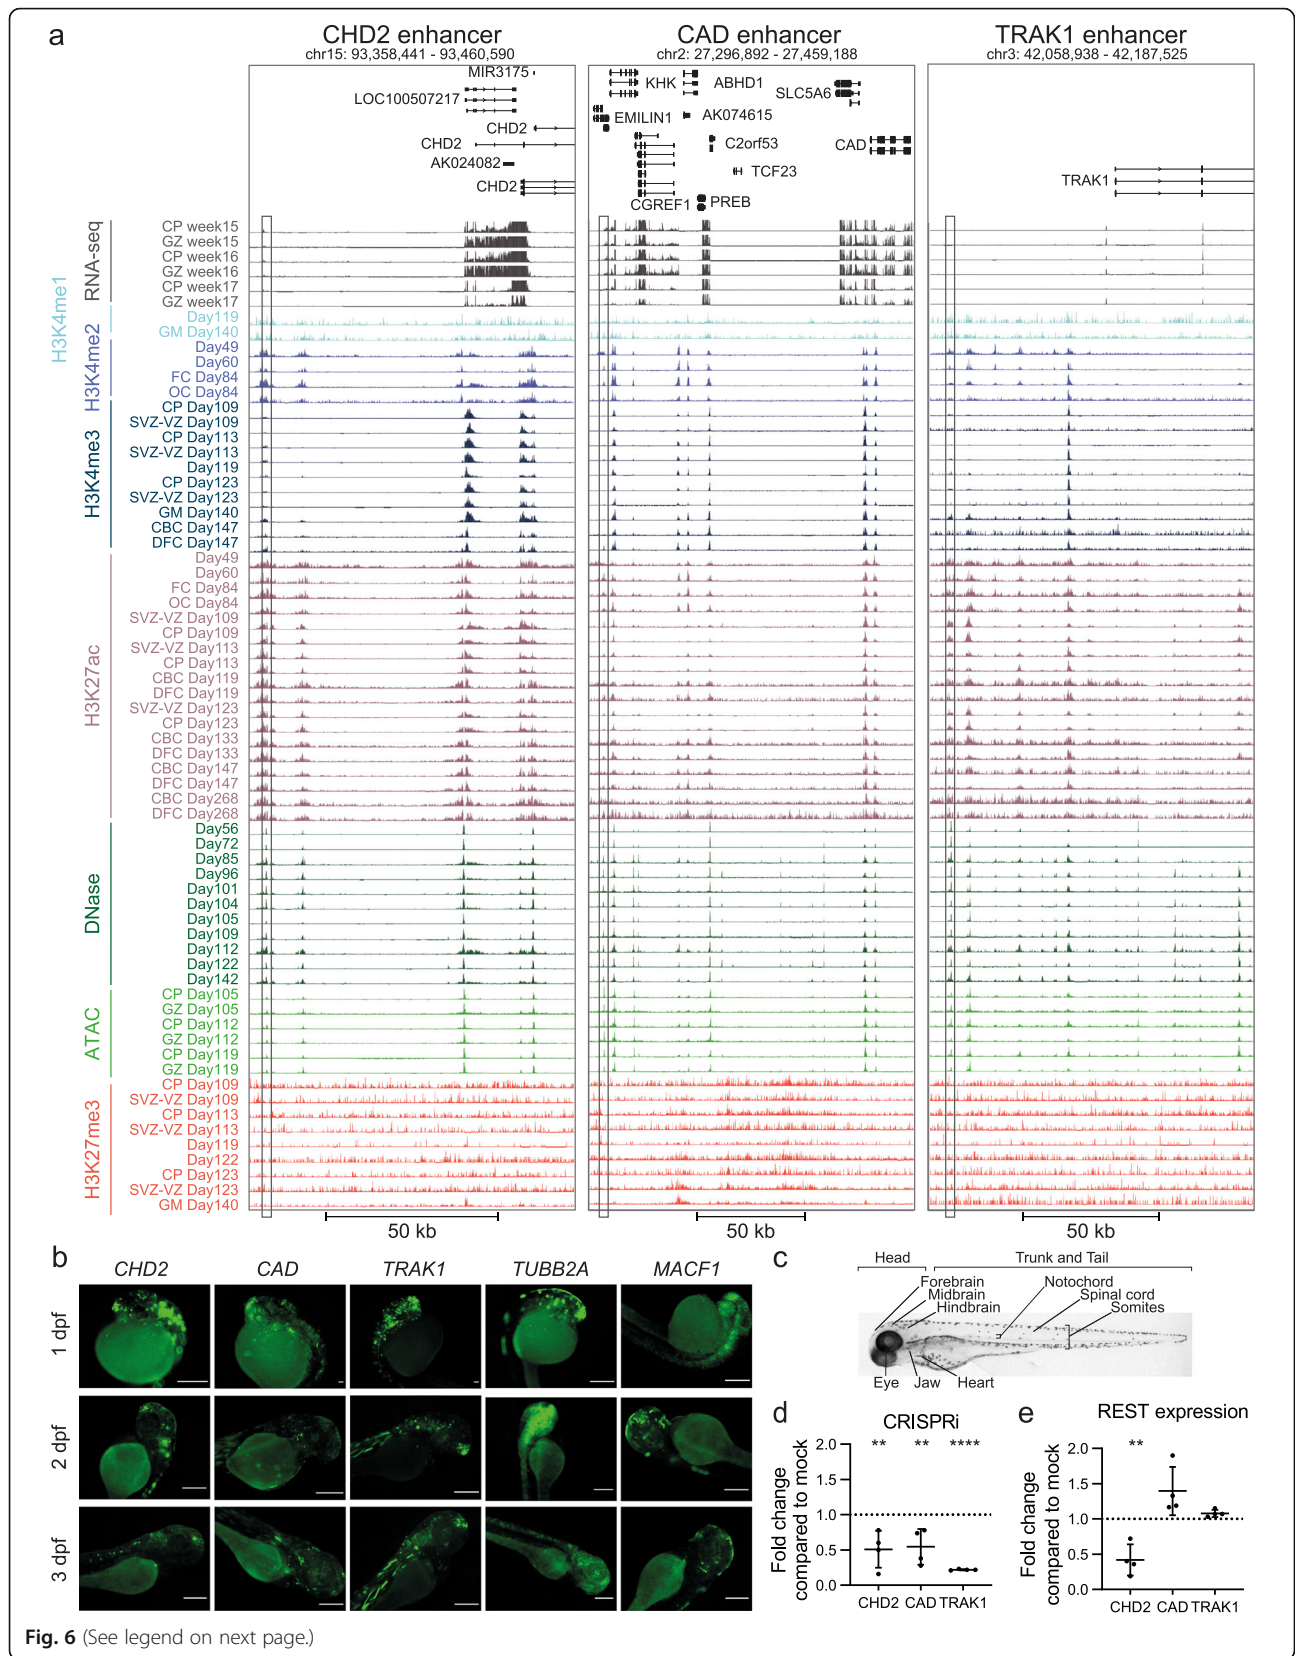 a
CHD2 enhancer
chr15: 93,358,441 - 93,460,590
CAD enhancer
chr2: 27,296,892 - 27,459,188
TRAK1 enhancer
chr3: 42,058,938 - 42,187,525
MIR3175
LOC100507217
CHD2
CHD2
AK024082
CHD2
KHK
ABHD1
SLC5A6
EMILIN1
AK074615
C2orf53
CAD
TCF23
CGREF1
PREB
TRAK1
RNA-seq
CP week15
GZ week15
CP week16
GZ week16
CP week17
GZ week17
H3K4me1
Day119
GM Day140
H3K4me2
Day49
Day60
FC Day84
OC Day84
H3K4me3
CP Day109
SVZ-VZ Day109
CP Day113
SVZ-VZ Day113
Day119
CP Day123
SVZ-VZ Day123
GM Day140
CBC Day147
DFC Day147
H3K27ac
Day49
Day60
FC Day84
OC Day84
SVZ-VZ Day109
CP Day109
SVZ-VZ Day113
CP Day113
CBC Day119
DFC Day119
SVZ-VZ Day123
CP Day123
CBC Day133
DFC Day133
CBC Day147
DFC Day147
CBC Day268
DFC Day268
DNase
Day56
Day72
Day85
Day96
Day101
Day104
Day105
Day109
Day112
Day122
Day142
ATAC
CP Day105
GZ Day105
CP Day112
GZ Day112
CP Day119
GZ Day119
H3K27me3
CP Day109
SVZ-VZ Day109
CP Day113
SVZ-VZ Day113
Day119
Day122
CP Day123
SVZ-VZ Day123
GM Day140
50 kb
50 kb
50 kb
b
CHD2
CAD
TRAK1
TUBB2A
MACF1
1 dpf
2 dpf
3 dpf
c
Head
Trunk and Tail
Forebrain
Midbrain
Hindbrain
Notochord
Spinal cord
Somites
Eye
Jaw
Heart
d
CRISPRi
** ** ****
Fold change
compared to mock
2.0
1.5
1.0
0.5
0.0
CHD2 CAD TRAK1
e
REST expression
**
Fold change
compared to mock
2.0
1.5
1.0
0.5
0.0
CHD2 CAD TRAK1
Fig. 6 (See legend on next page.)